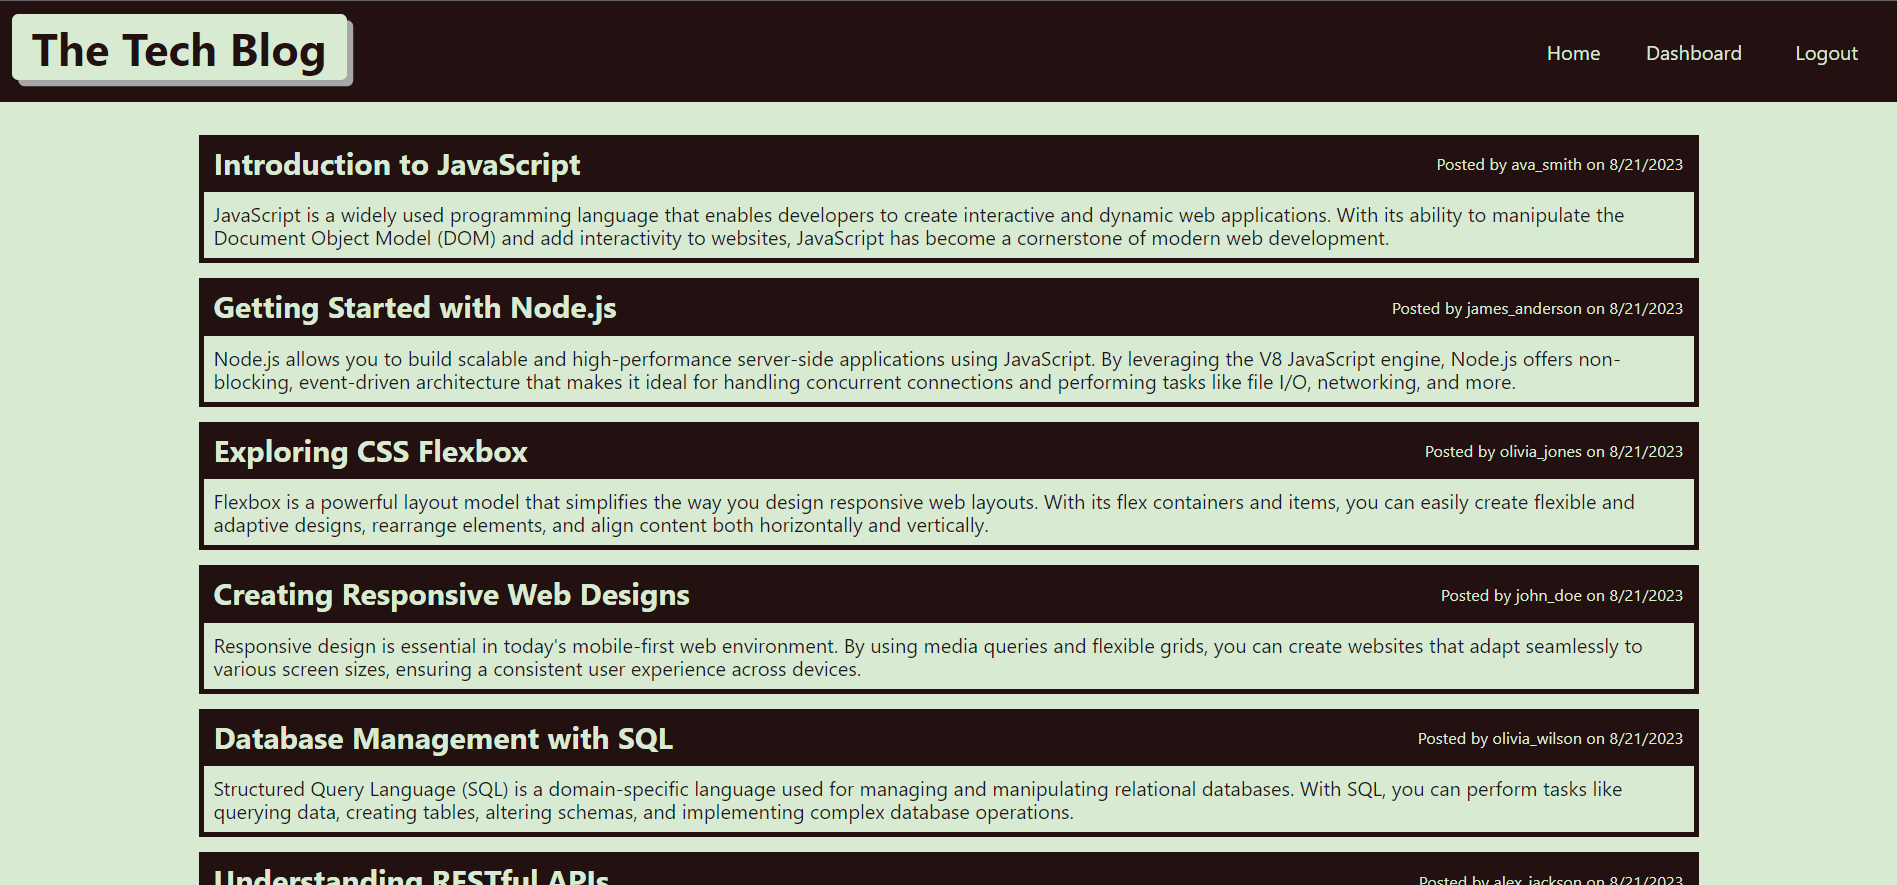 The Tech Blog
Home
Dashboard
Logout
Introduction to JavaScript
Posted by ava_smith on 8/21/2023
JavaScript is a widely used programming language that enables developers to create interactive and dynamic web applications. With its ability to manipulate the
Document Object Model (DOM) and add interactivity to websites, JavaScript has become a cornerstone of modern web development.
Getting Started with Node.js
Posted by james_anderson on 8/21/2023
Node.js allows you to build scalable and high-performance server-side applications using JavaScript. By leveraging the V8 JavaScript engine, Node.js offers non-
blocking, event-driven architecture that makes it ideal for handling concurrent connections and performing tasks like file I/O, networking, and more.
Exploring CSS Flexbox
Posted by olivia_jones on 8/21/2023
Flexbox is a powerful layout model that simplifies the way you design responsive web layouts. With its flex containers and items, you can easily create flexible and
adaptive designs, rearrange elements, and align content both horizontally and vertically.
Creating Responsive Web Designs
Posted by john_doe on 8/21/2023
Responsive design is essential in today's mobile-first web environment. By using media queries and flexible grids, you can create websites that adapt seamlessly to
various screen sizes, ensuring a consistent user experience across devices.
Database Management with SQL
Posted by olivia_wilson on 8/21/2023
Structured Query Language (SQL) is a domain-specific language used for managing and manipulating relational databases. With SQL, you can perform tasks like
querying data, creating tables, altering schemas, and implementing complex database operations.
Understanding RESTful APIs
Posted by alex_jackson on 8/21/2023